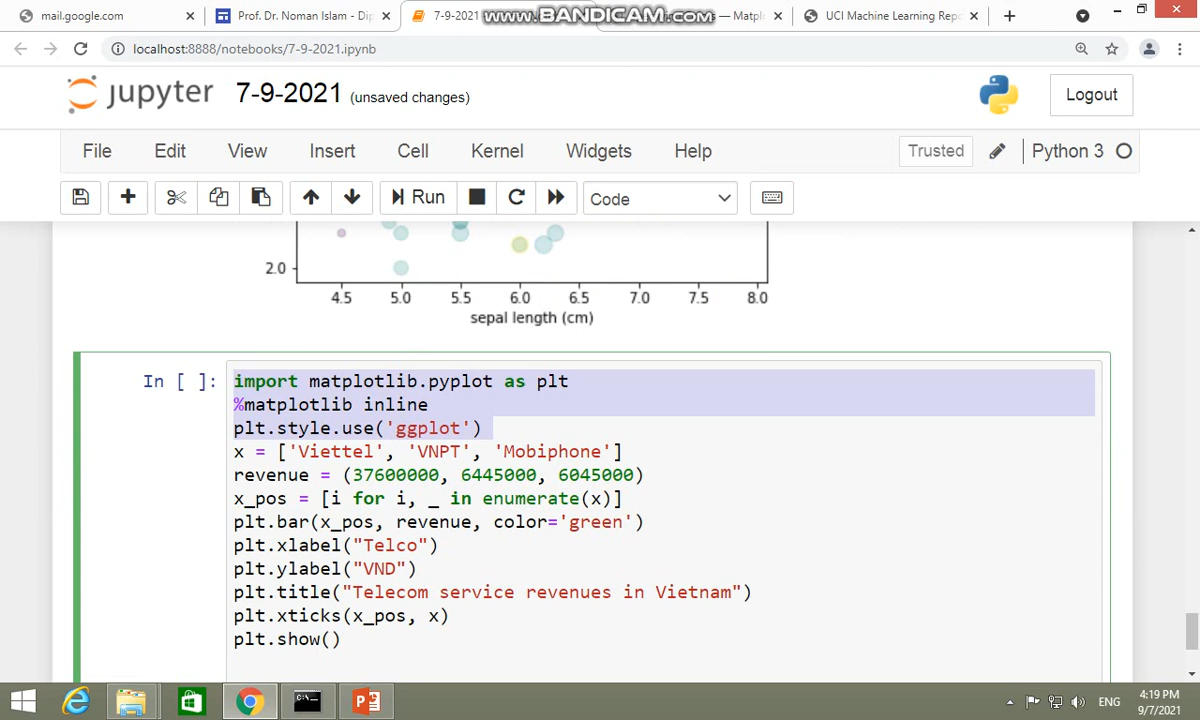 mail.google.com
Prof. Dr. Noman Islam - Di
7-9-2021
www.BANDICAM.com
— Matpl
UCI Machine Learning Rep
localhost:8888/notebooks/7-9-2021.ipynb
jupyter 7-9-2021 (unsaved changes)
Logout
File Edit View Insert Cell Kernel Widgets Help
Trusted
Python 3
Run
Code
2.0
4.5 5.0 5.5 6.0 6.5 7.0 7.5 8.0
sepal length (cm)
In [ ]: import matplotlib.pyplot as plt
%matplotlib inline
plt.style.use('ggplot')
x = ['Viettel', 'VNPT', 'Mobiphone']
revenue = (37600000, 6445000, 6045000)
x_pos = [i for i, _ in enumerate(x)]
plt.bar(x_pos, revenue, color='green')
plt.xlabel("Telco")
plt.ylabel("VND")
plt.title("Telecom service revenues in Vietnam")
plt.xticks(x_pos, x)
plt.show()
ENG
4:19 PM
9/7/2021